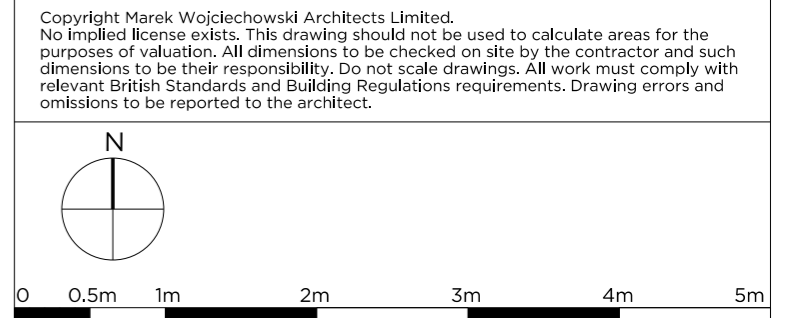 Copyright Marek Wojciechowski Architects Limited.
No implied license exists. This drawing should not be used to calculate areas for the
purposes of valuation. All dimensions to be checked on site by the contractor and such
dimensions to be their responsibility. Do not scale drawings. All work must comply with
relevant British Standards and Building Regulations requirements. Drawing errors and
omissions to be reported to the architect.
N
0 0.5m 1m 2m 3m 4m 5m